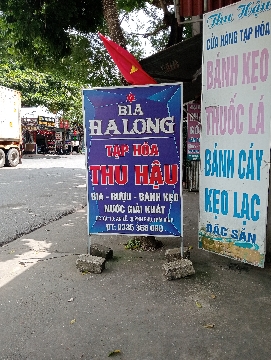 BIA
HALONG
TẠP HÓA
THU HẬU
BIA - RƯỢU - BÁNH KẸO
NƯỚC GIẢI KHÁT
Thu Hậu
CỬA HÀNG TẠP HÓA
BÁNH KẸO
THUỐC LÁ
BÁNH CÁY
KẸO LẠC
ĐẶC SẢN